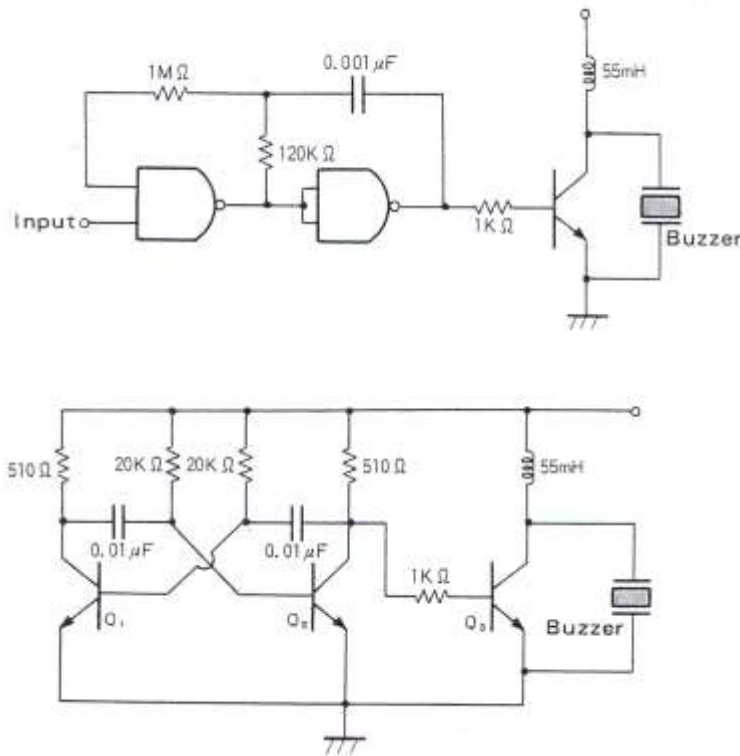 0.001μF
1MΩ
55mH
120KΩ
Input
1KΩ
Buzzer
510Ω
20KΩ
20KΩ
510Ω
55mH
0.01μF
0.01μF
1KΩ
Q₁
Q₂
Q₃
Buzzer